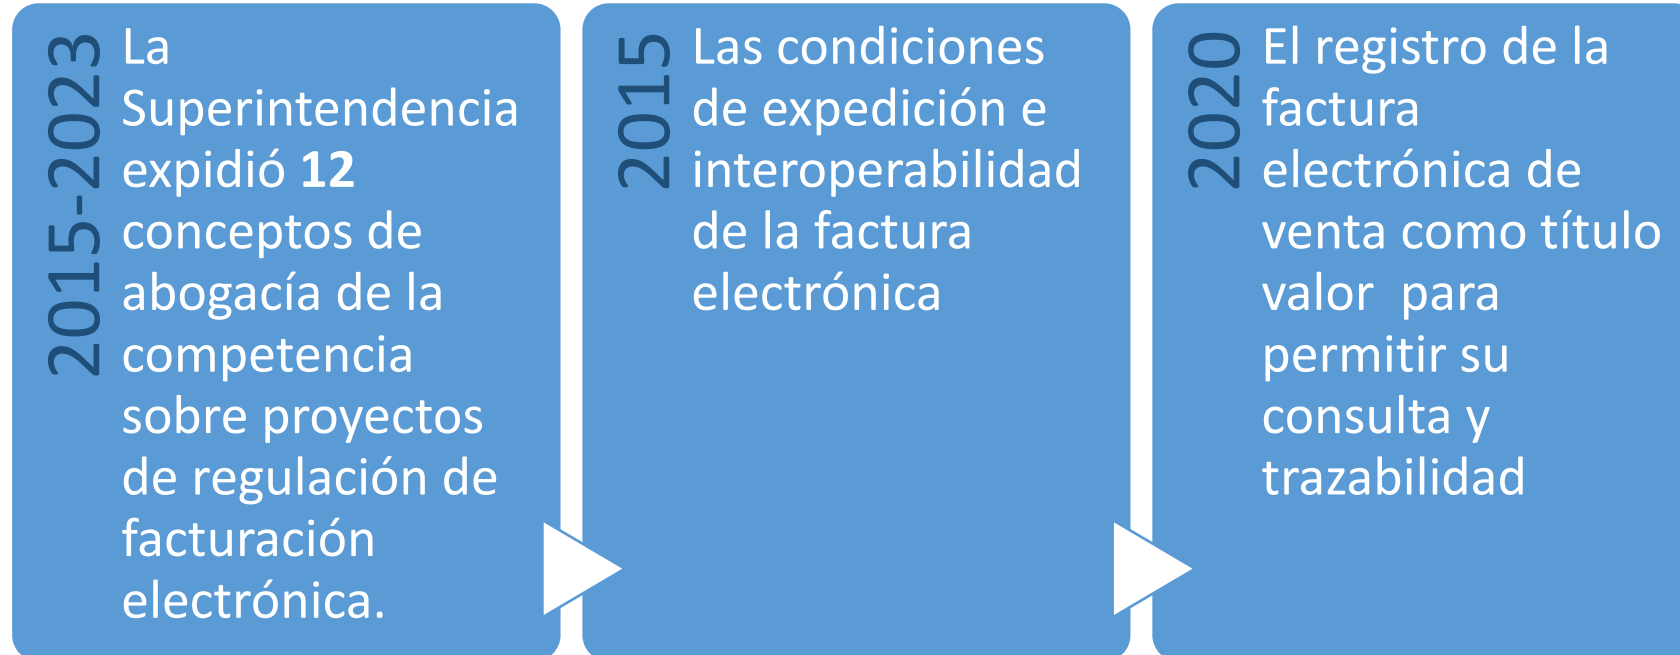 2015-2023
La
Superintendencia
expidió 12
conceptos de
abogacía de la
competencia
sobre proyectos
de regulación de
facturación
electrónica.
2015
Las condiciones
de expedición e
interoperabilidad
de la factura
electrónica
2020
El registro de la
factura
electrónica de
venta como título
valor  para
permitir su
consulta y
trazabilidad